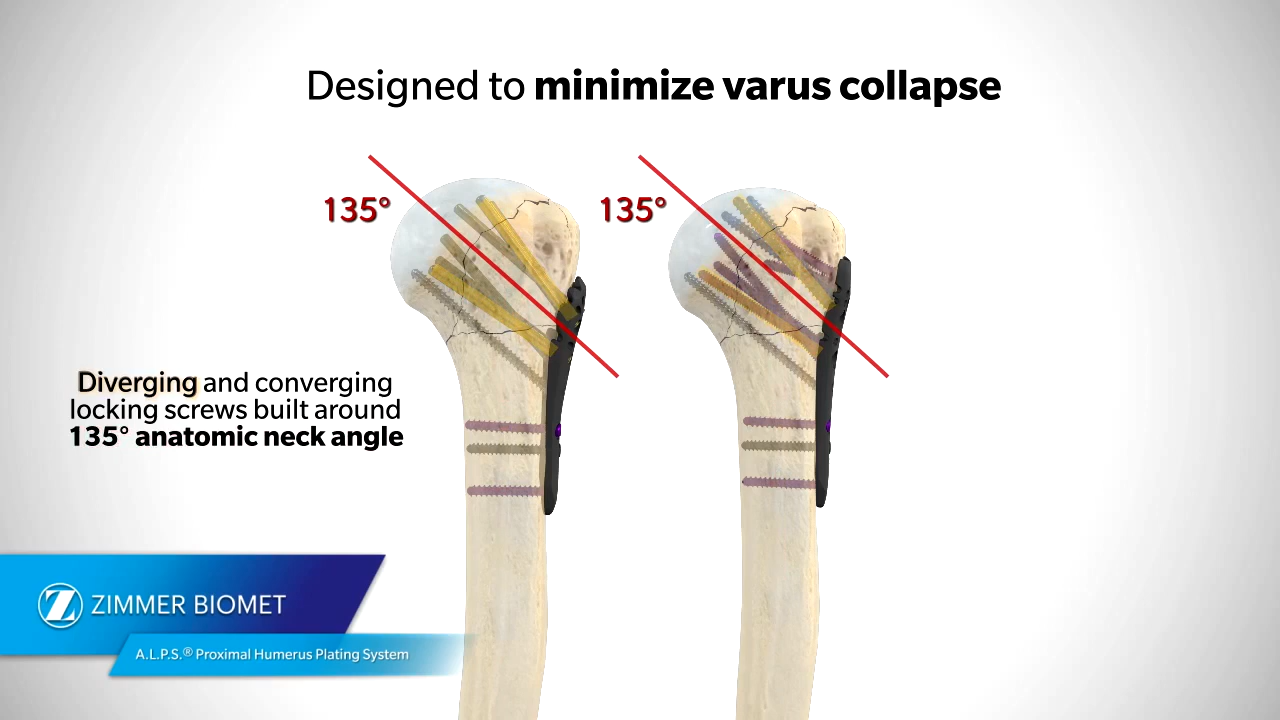 Designed to minimize varus collapse
135°
135°
Diverging and converging
locking screws built around
135° anatomic neck angle
Z ZIMMER BIOMET
A.L.P.S.® Proximal Humerus Plating System